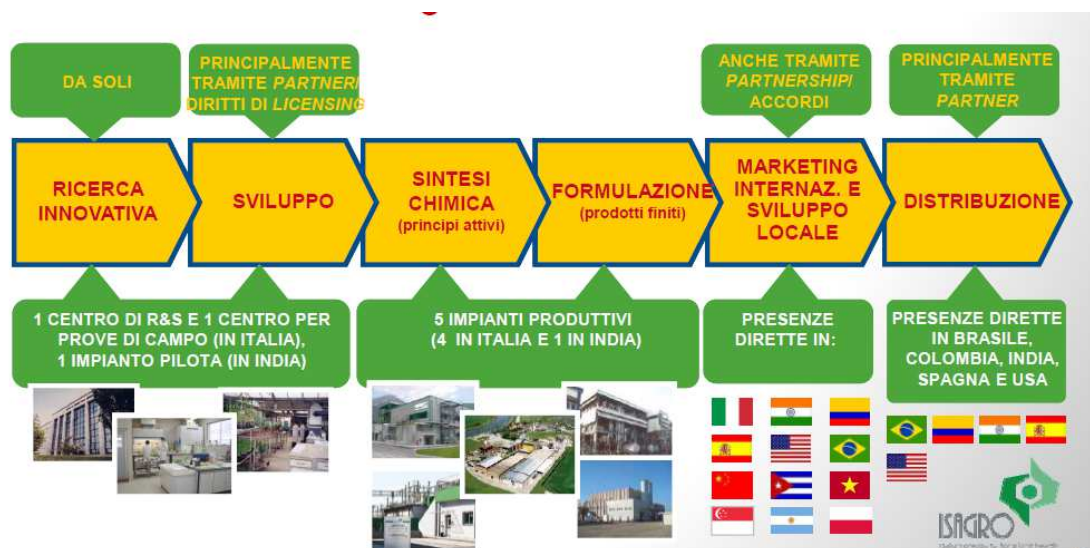 DA SOLI
PRINCIPALMENTE
TRAMITE PARTNER/
DIRITTI DI LICENSING
ANCHE TRAMITE
PARTNERSHIP/
ACCORDI
PRINCIPALMENTE
TRAMITE
PARTNER
RICERCA
INNOVATIVA
SVILUPPO
SINTESI
CHIMICA
(principi attivi)
FORMULAZIONE
(prodotti finiti)
MARKETING
INTERNAZ. E
SVILUPPO
LOCALE
DISTRIBUZIONE
1 CENTRO DI R&S E 1 CENTRO PER
PROVE DI CAMPO (IN ITALIA),
1 IMPIANTO PILOTA (IN INDIA)
5 IMPIANTI PRODUTTIVI
(4 IN ITALIA E 1 IN INDIA)
PRESENZE
DIRETTE IN:
PRESENZE DIRETTE
IN BRASILE,
COLOMBIA, INDIA,
SPAGNA E USA
ISAGRO